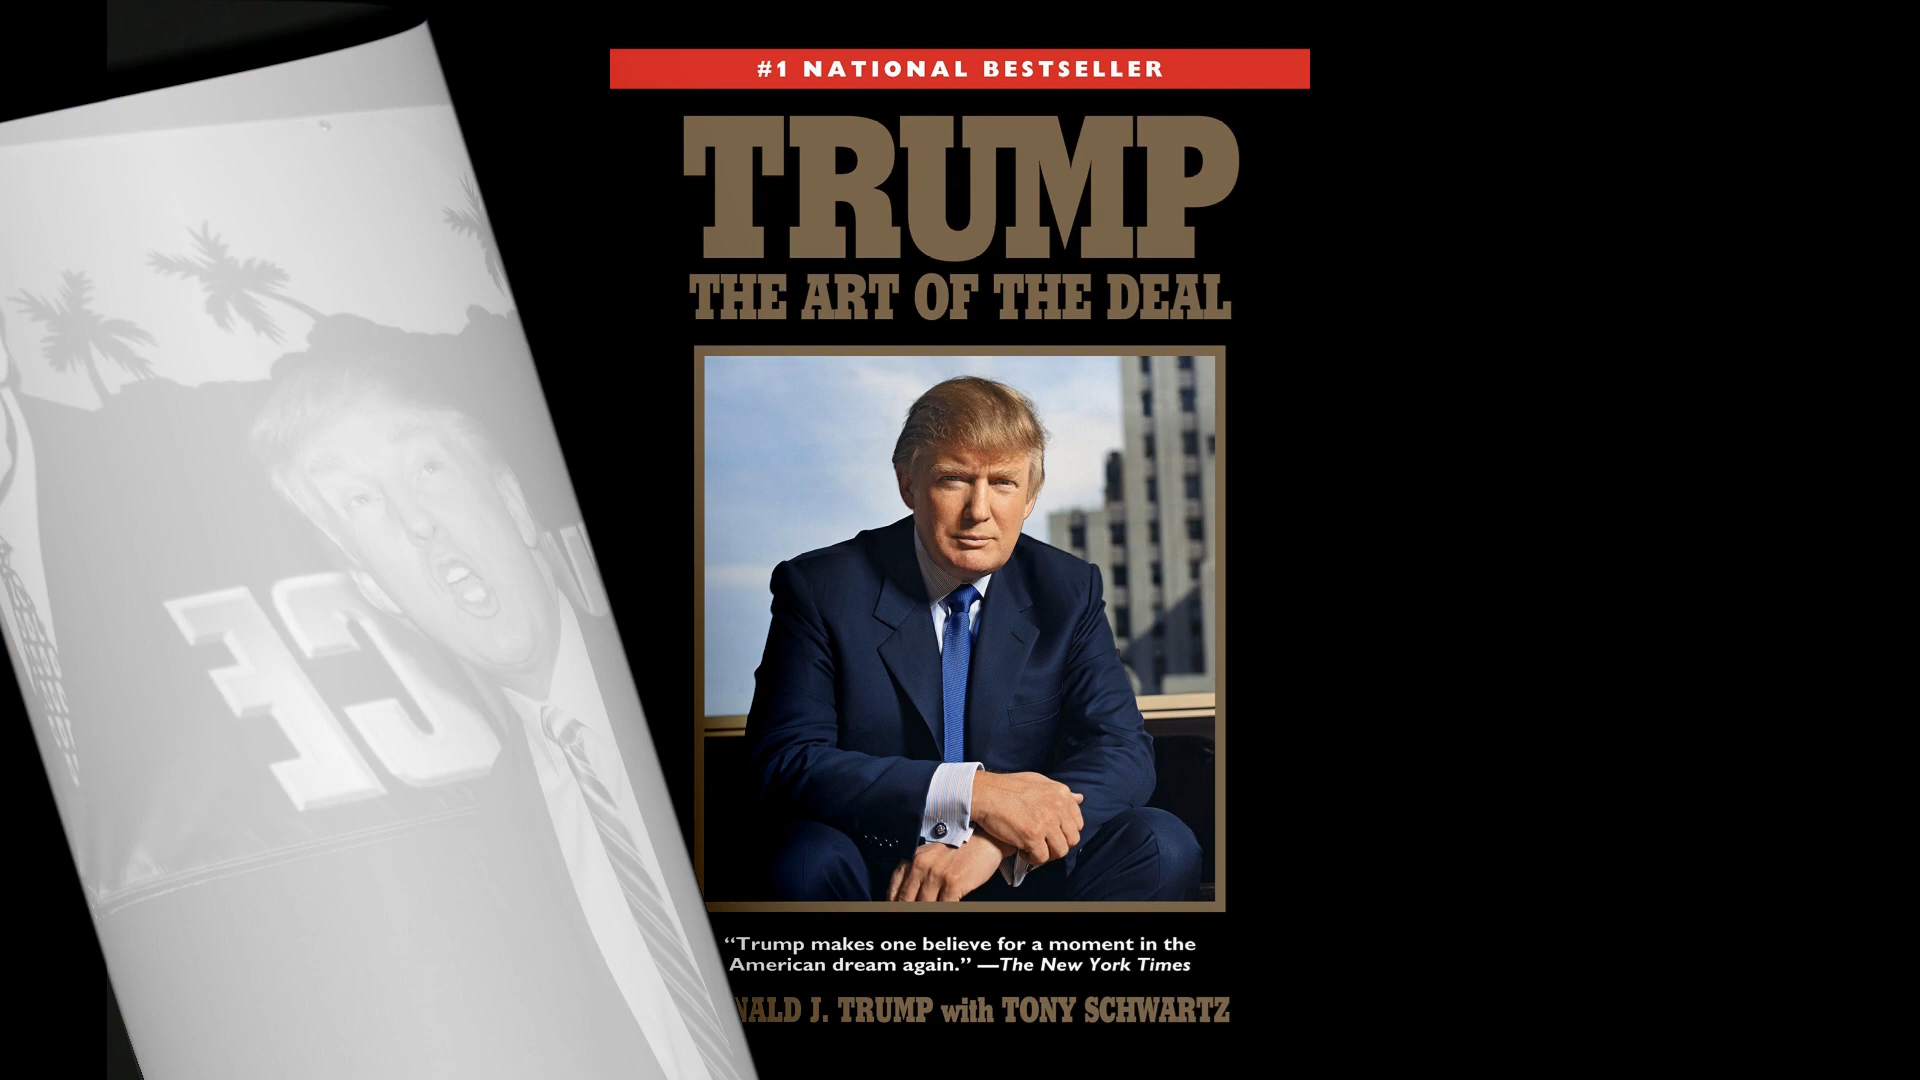 #1 NATIONAL BESTSELLER
TRUMP
THE ART OF THE DEAL
“Trump makes one believe for a moment in the
American dream again.” —The New York Times
NALD J. TRUMP with TONY SCHWARTZ